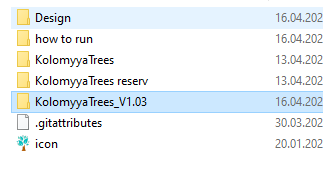 Design 16.04.202
how to run 16.04.202
KolomyyaTrees 13.04.202
KolomyyaTrees reserv 13.04.202
KolomyyaTrees_V1.03 16.04.202
.gitattributes 30.03.202
icon 20.01.202